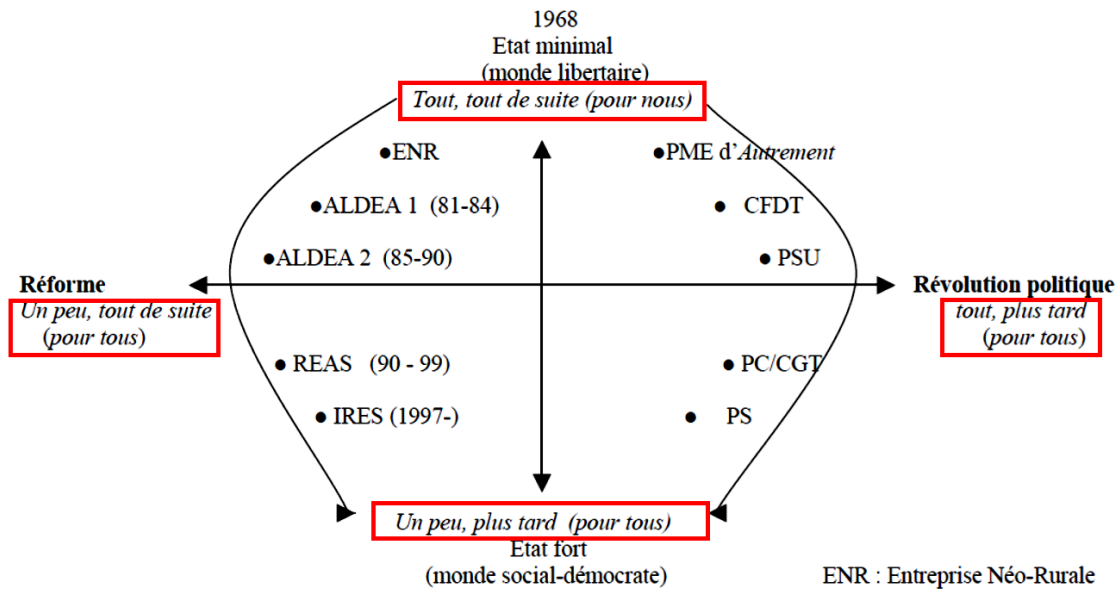 1968
Etat minimal
(monde libertaire)
Tout, tout de suite (pour nous)
●ENR
●PME d'Autrement
●ALDEA 1 (81-84)
● CFDT
●ALDEA 2 (85-90)
● PSU
Réforme
Un peu, tout de suite
(pour tous)
Révolution politique
tout, plus tard
(pour tous)
● REAS (90 - 99)
● PC/CGT
● IRES (1997-)
● PS
Un peu, plus tard (pour tous)
Etat fort
(monde social-démocrate)
ENR : Entreprise Néo-Rurale